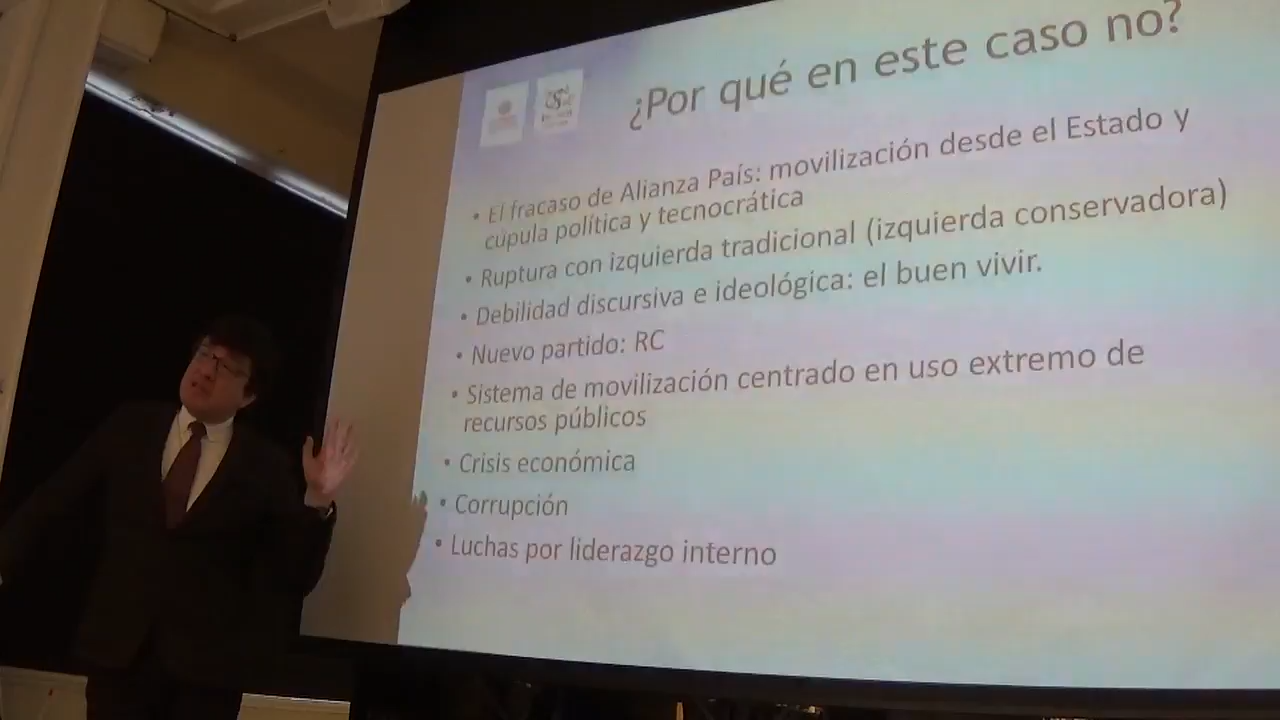 ¿Por qué en este caso no?
• El fracaso de Alianza País: movilización desde el Estado y
cúpula política y tecnocrática
• Ruptura con izquierda tradicional (izquierda conservadora)
• Debilidad discursiva e ideológica: el buen vivir.
• Nuevo partido: RC
• Sistema de movilización centrado en uso extremo de
recursos públicos
• Crisis económica
• Corrupción
• Luchas por liderazgo interno